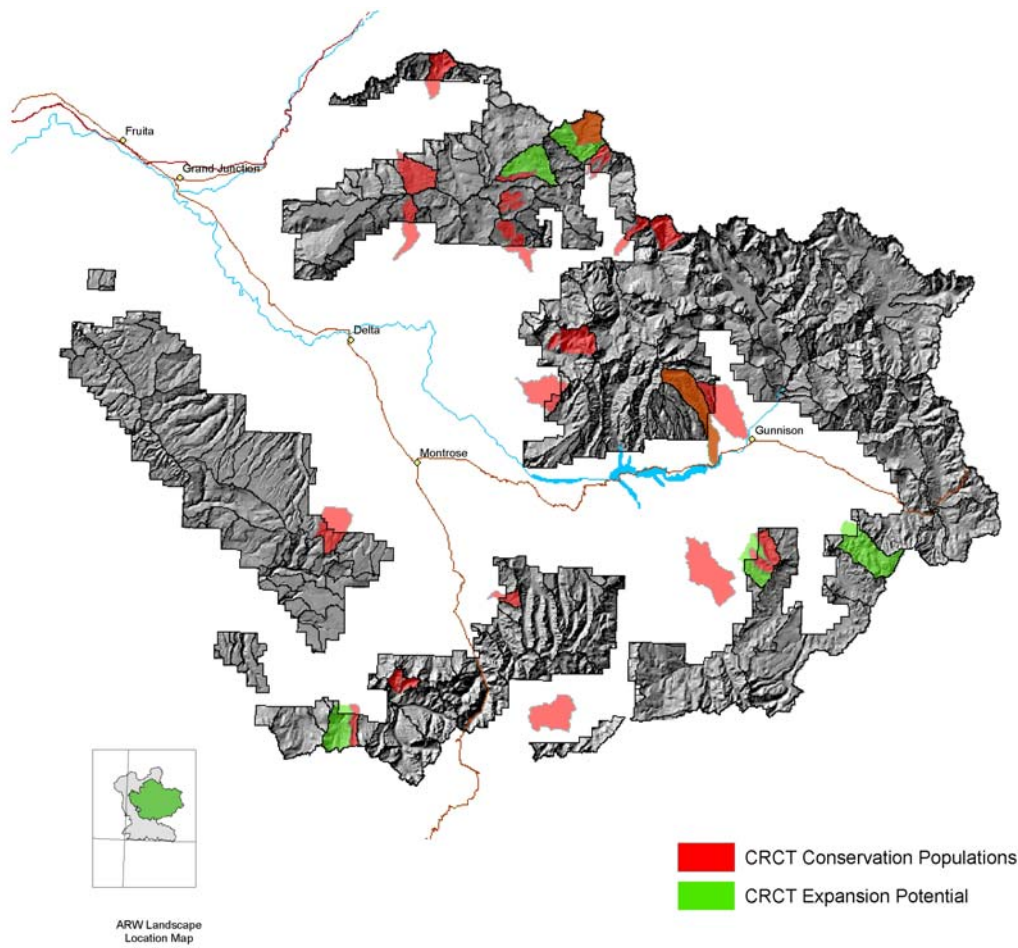 Fruita
Grand Junction
Delta
Gunnison
Montrose
CRCT Conservation Populations
CRCT Expansion Potential
ARW Landscape
Location Map